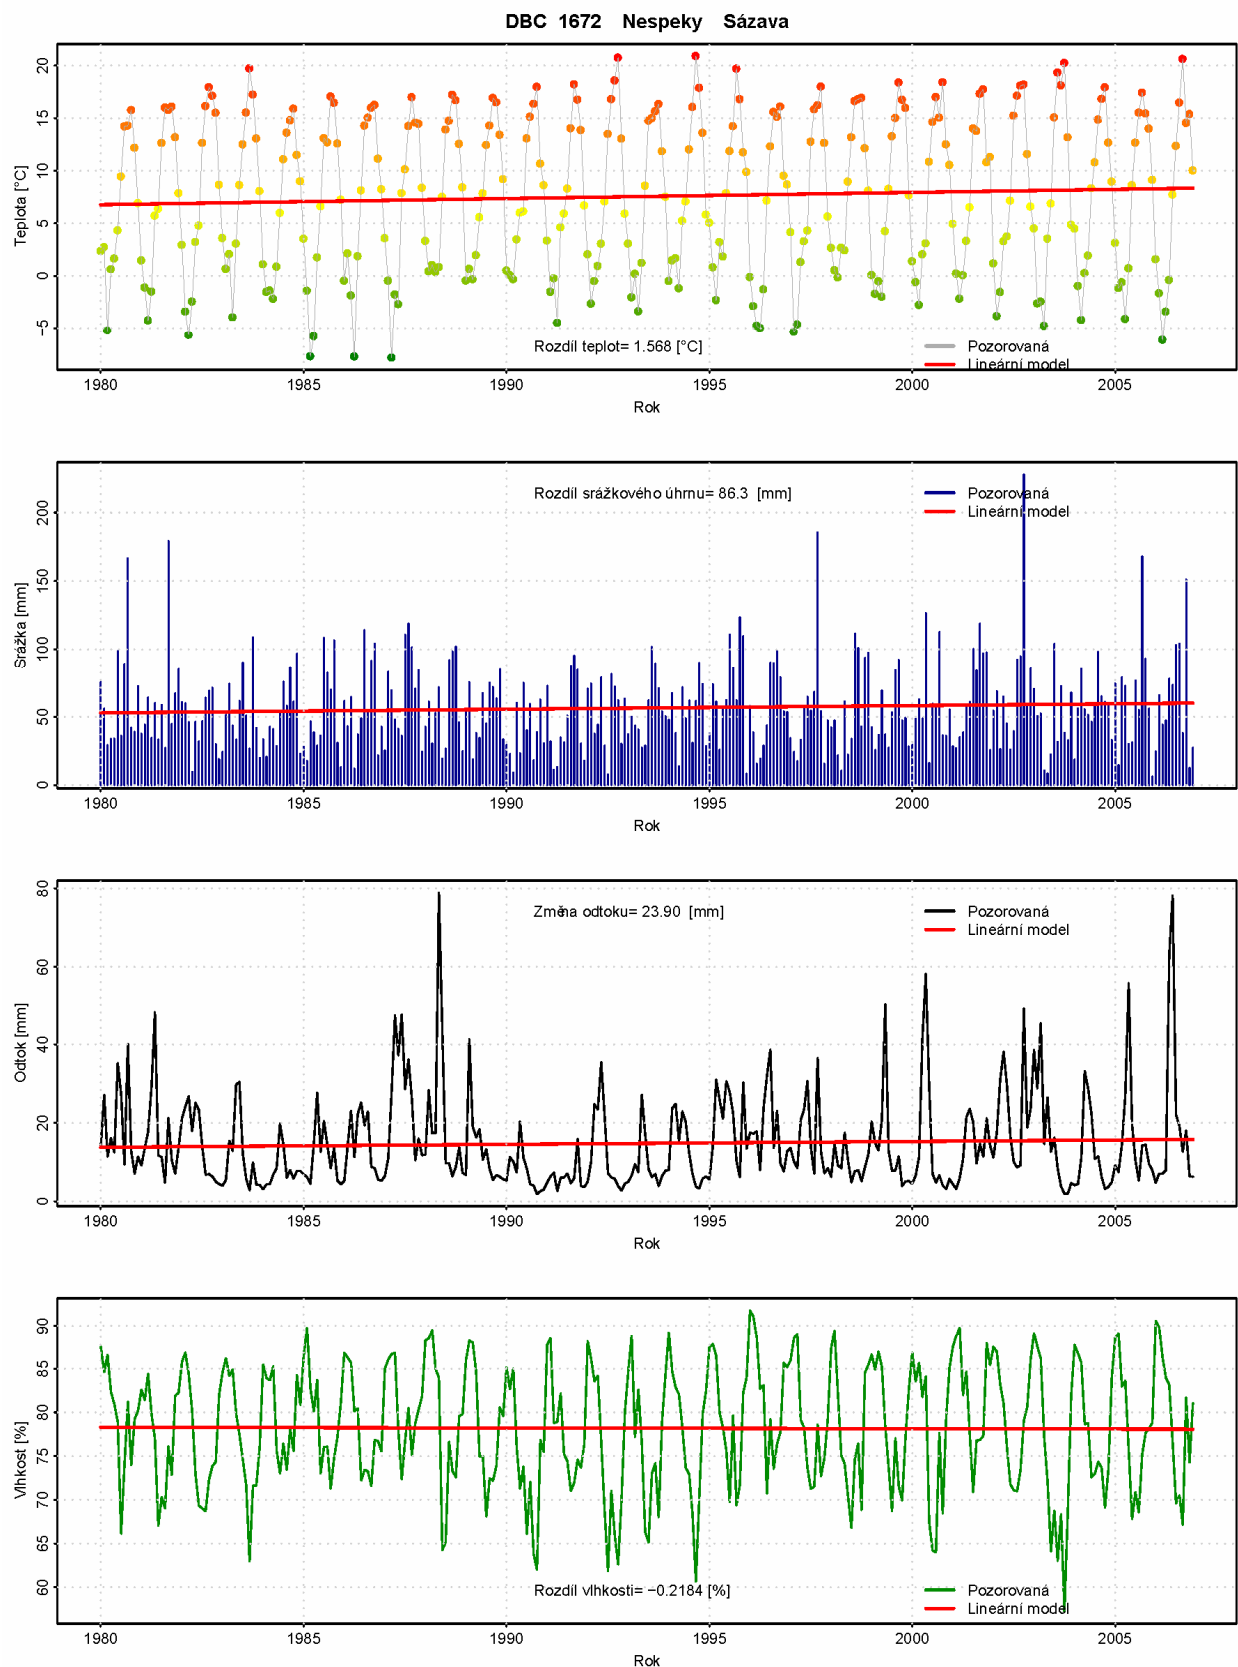 DBC 1672 Nespeky Sázava
20
15
10
5
0
−5
Teplota [°C]
Rozdíl teplot= 1.568 [°C]
Pozorovaná
Lineární model
1980 1985 1990 1995 2000 2005
Rok
200
150
100
50
0
Srážka [mm]
Rozdíl srážkového úhrnu= 86.3 [mm]
Pozorovaná
Lineární model
1980 1985 1990 1995 2000 2005
Rok
80
60
40
20
0
Odtok [mm]
Změna odtoku= 23.90 [mm]
Pozorovaná
Lineární model
1980 1985 1990 1995 2000 2005
Rok
90
85
80
75
70
65
60
Vlhkost [%]
Rozdíl vlhkosti= −0.2184 [%]
Pozorovaná
Lineární model
1980 1985 1990 1995 2000 2005
Rok